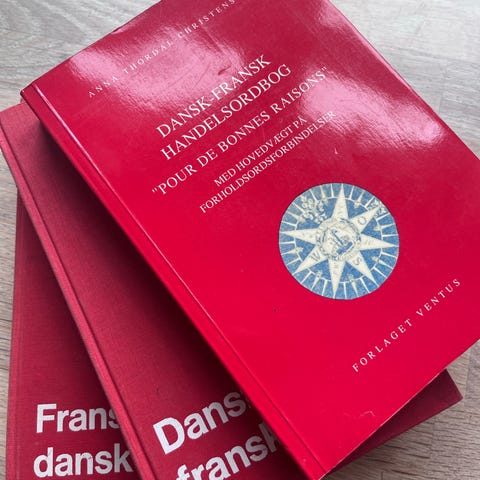 ANNA THORDAL CHRISTENS
DANSK-FRANSK
HANDELSORDBOG
"POUR DE BONNES RAISONS"
MED HOVEDVÆGT PÅ
FORHOLDSORDSFORBINDELSER
FORLAGET VENTUS
Frans
dansk
Dans
fransk